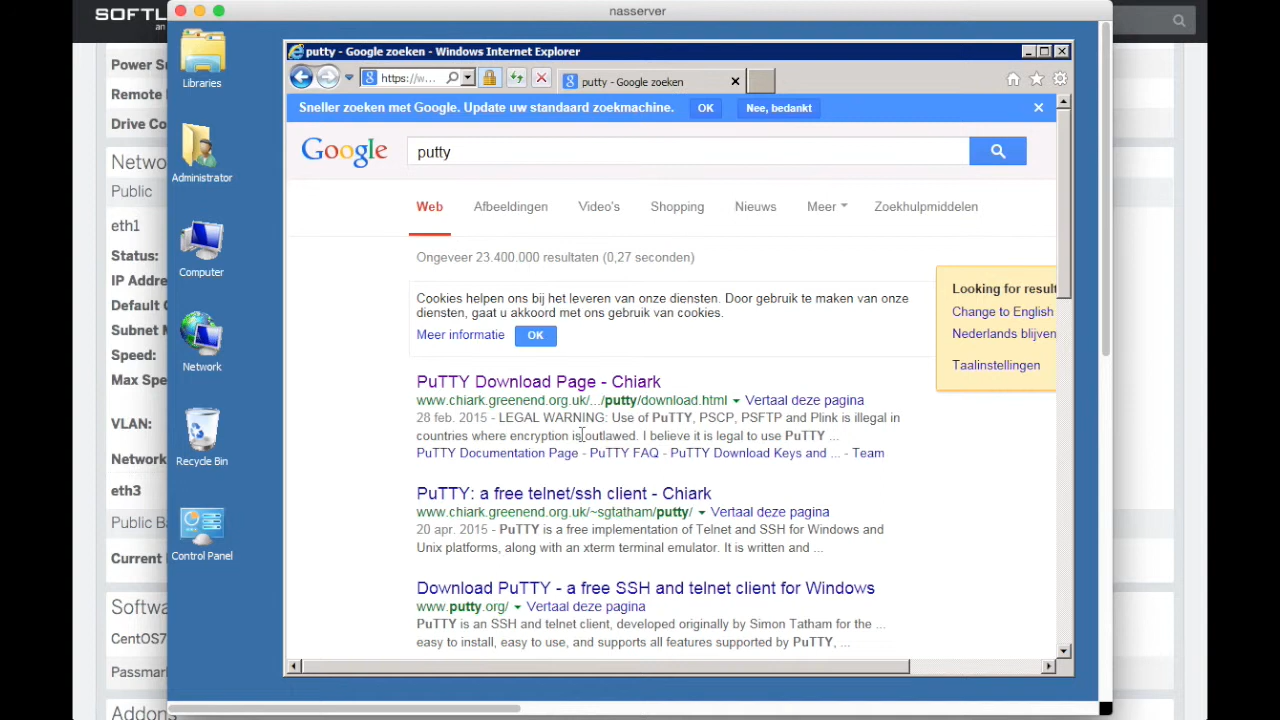 nasserver
SOFTL
an
Power Su
Remote
Drive Co
Network
Public
eth1
Status:
IP Addre
Default G
Subnet M
Speed:
Max Spe
VLAN:
Network
eth3
Public B
Current
Softwa
CentOS7
Passmar
Addons
Libraries
Administrator
Computer
Network
Recycle Bin
Control Panel
putty - Google zoeken - Windows Internet Explorer
https://w...
putty - Google zoeken
Sneller zoeken met Google. Update uw standaard zoekmachine. OK Nee, bedankt
Google
putty
Web Afbeeldingen Video's Shopping Nieuws Meer Zoekhulpmiddelen
Ongeveer 23.400.000 resultaten (0,27 seconden)
Cookies helpen ons bij het leveren van onze diensten. Door gebruik te maken van onze
diensten, gaat u akkoord met ons gebruik van cookies.
Meer informatie OK
Looking for result
Change to English
Nederlands blijven
Taalinstellingen
PuTTY Download Page - Chiark
www.chiark.greenend.org.uk/.../putty/download.html Vertaal deze pagina
28 feb. 2015 - LEGAL WARNING: Use of PuTTY, PSCP, PSFTP and Plink is illegal in
countries where encryption is outlawed. I believe it is legal to use PuTTY ...
PuTTY Documentation Page - PuTTY FAQ - PuTTY Download Keys and ... - Team
PuTTY: a free telnet/ssh client - Chiark
www.chiark.greenend.org.uk/~sgtatham/putty/ Vertaal deze pagina
20 apr. 2015 - PuTTY is a free implementation of Telnet and SSH for Windows and
Unix platforms, along with an xterm terminal emulator. It is written and ...
Download PuTTY - a free SSH and telnet client for Windows
www.putty.org/ Vertaal deze pagina
PuTTY is an SSH and telnet client, developed originally by Simon Tatham for the ...
easy to install, easy to use, and supports all features supported by PuTTY, ...